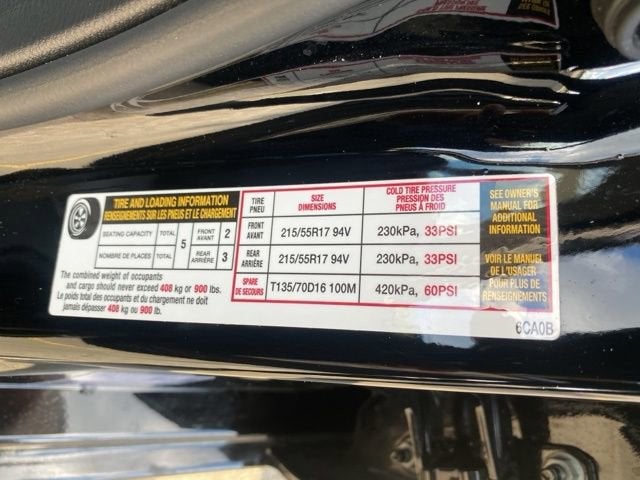 TIRE AND LOADING INFORMATION
RENSEIGNEMENTS SUR LES PNEUS ET LE CHARGEMENT
SEATING CAPACITY TOTAL 5 FRONT AVANT 2
NOMBRE DE PLACES TOTAL REAR ARRIÈRE 3
The combined weight of occupants
and cargo should never exceed 408 kg or 900 lbs.
Le poids total des occupants et du chargement ne doit
jamais dépasser 408 kg ou 900 lb.
TIRE PNEU SIZE DIMENSIONS COLD TIRE PRESSURE PRESSION DES PNEUS À FROID
FRONT AVANT 215/55R17 94V 230kPa, 33PSI
REAR ARRIÈRE 215/55R17 94V 230kPa, 33PSI
SPARE DE SECOURS T135/70D16 100M 420kPa, 60PSI
SEE OWNER'S
MANUAL FOR
ADDITIONAL
INFORMATION
VOIR LE MANUEL
DE L'USAGER
POUR PLUS DE
RENSEIGNEMENTS
6CA0B